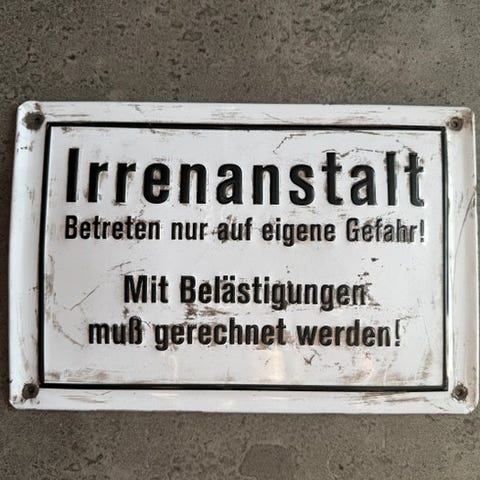 Irrenanstalt
Betreten nur auf eigene Gefahr!
Mit Belästigungen
muß gerechnet werden!